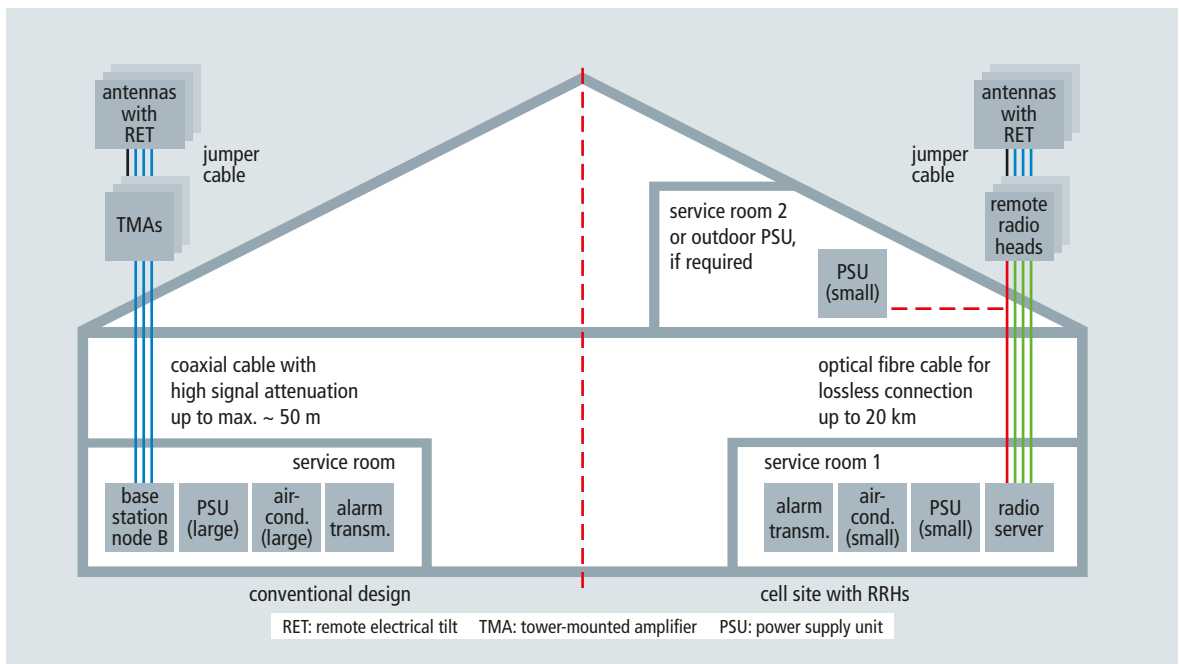 antennas
with
RET
jumper
cable
TMAs
coaxial cable with
high signal attenuation
up to max. ~ 50 m
service room
base
station
node B
PSU
(large)
air-
cond.
(large)
alarm
transm.
conventional design
antennas
with
RET
jumper
cable
remote
radio
heads
service room 2
or outdoor PSU,
if required
PSU
(small)
optical fibre cable for
lossless connection
up to 20 km
service room 1
alarm
transm.
air-
cond.
(small)
PSU
(small)
radio
server
cell site with RRHs
RET: remote electrical tilt TMA: tower-mounted amplifier PSU: power supply unit